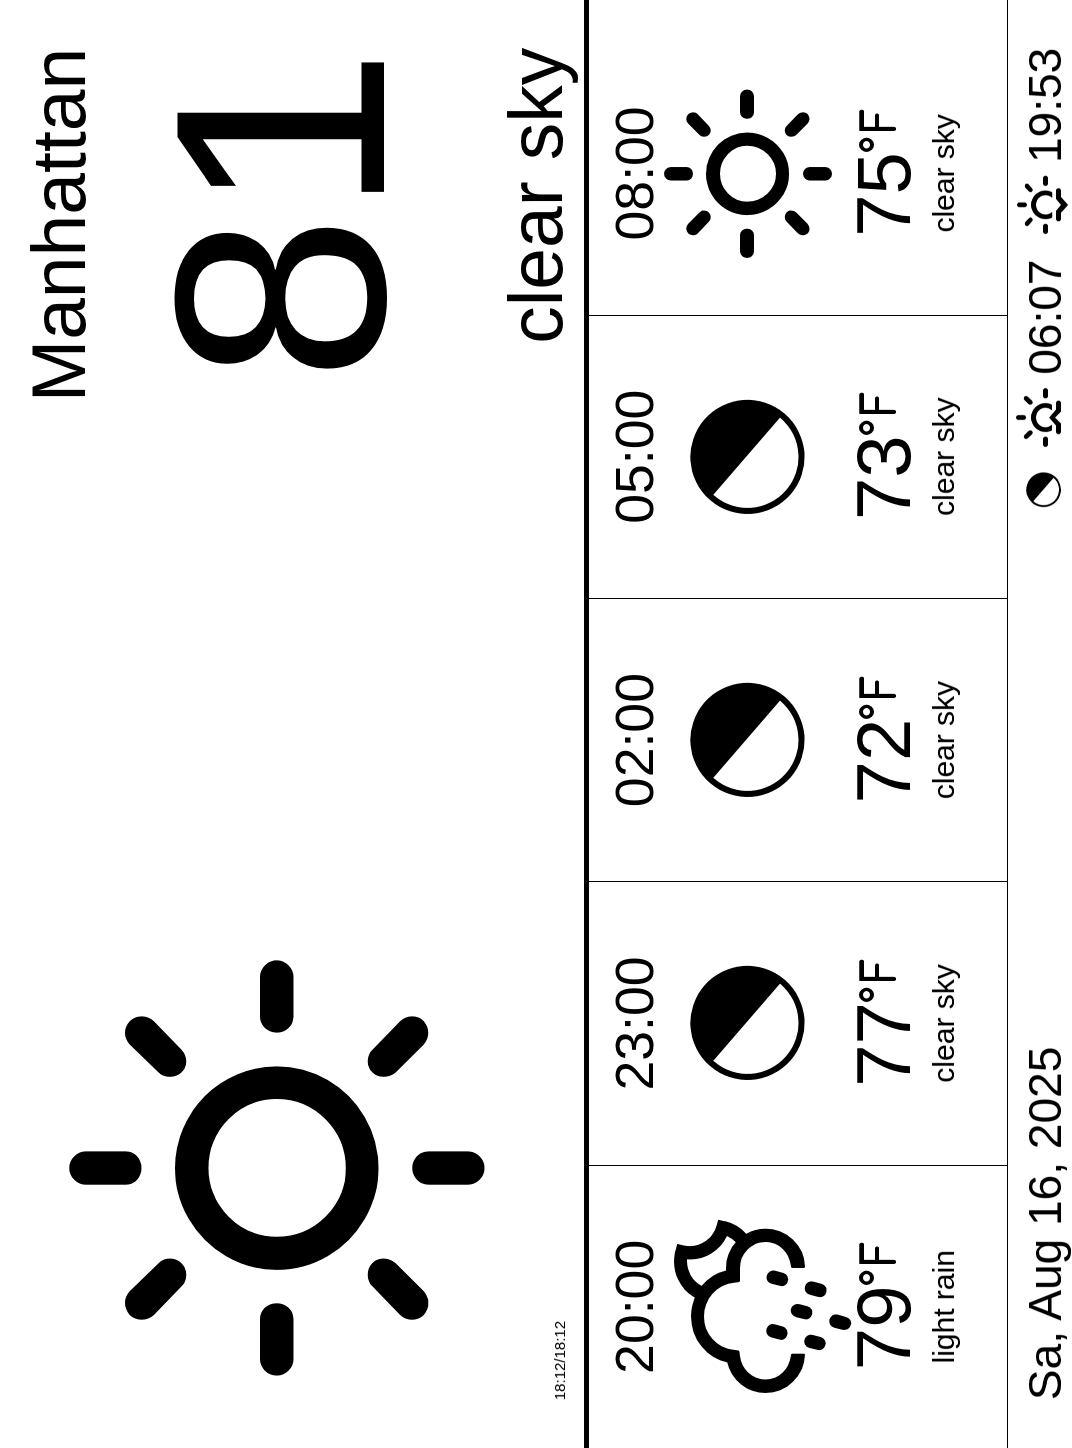 Manhattan
81
clear sky
18:12/18:12
20:00
79°F
light rain
23:00
77°F
clear sky
02:00
72°F
clear sky
05:00
73°F
clear sky
08:00
75°F
clear sky
Sa, Aug 16, 2025
06:07
19:53